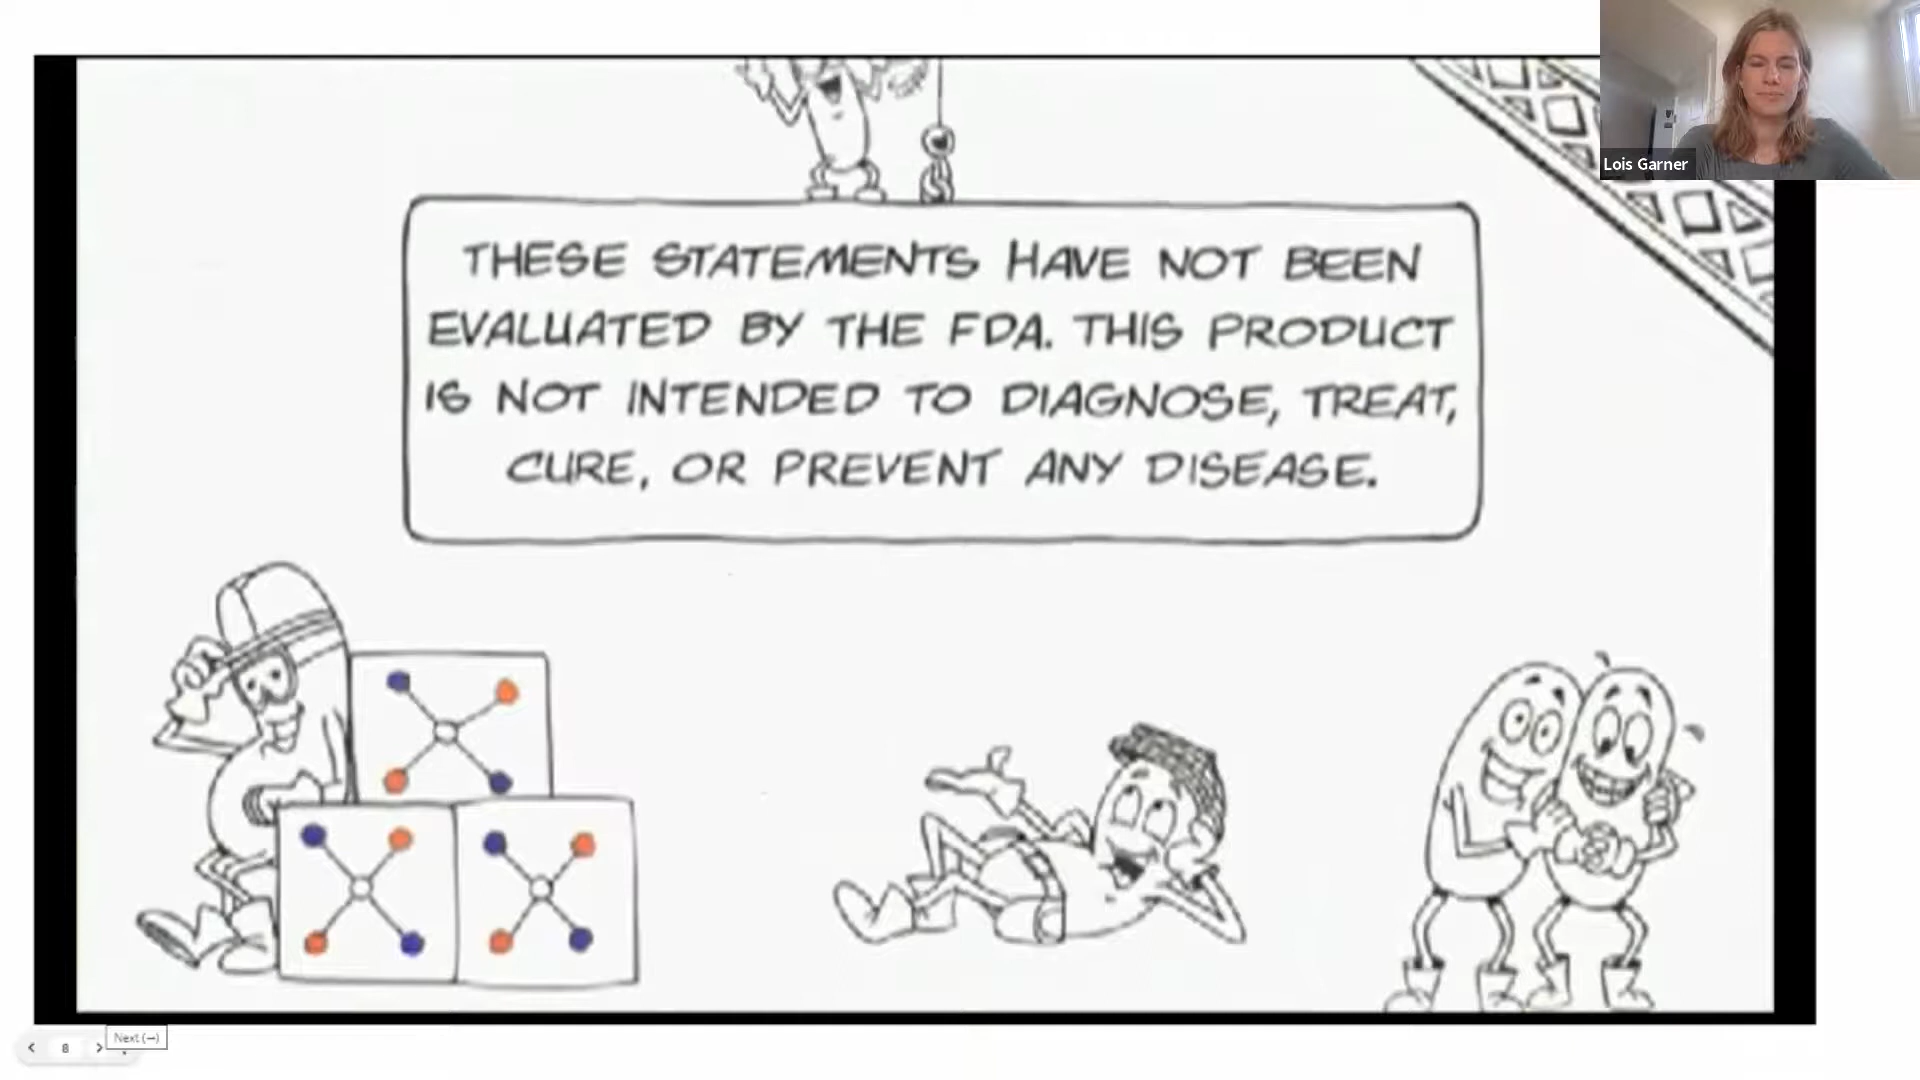 Lois Garner
THESE STATEMENTS HAVE NOT BEEN
EVALUATED BY THE FDA. THIS PRODUCT
IS NOT INTENDED TO DIAGNOSE, TREAT,
CURE, OR PREVENT ANY DISEASE.
8
Next (→)